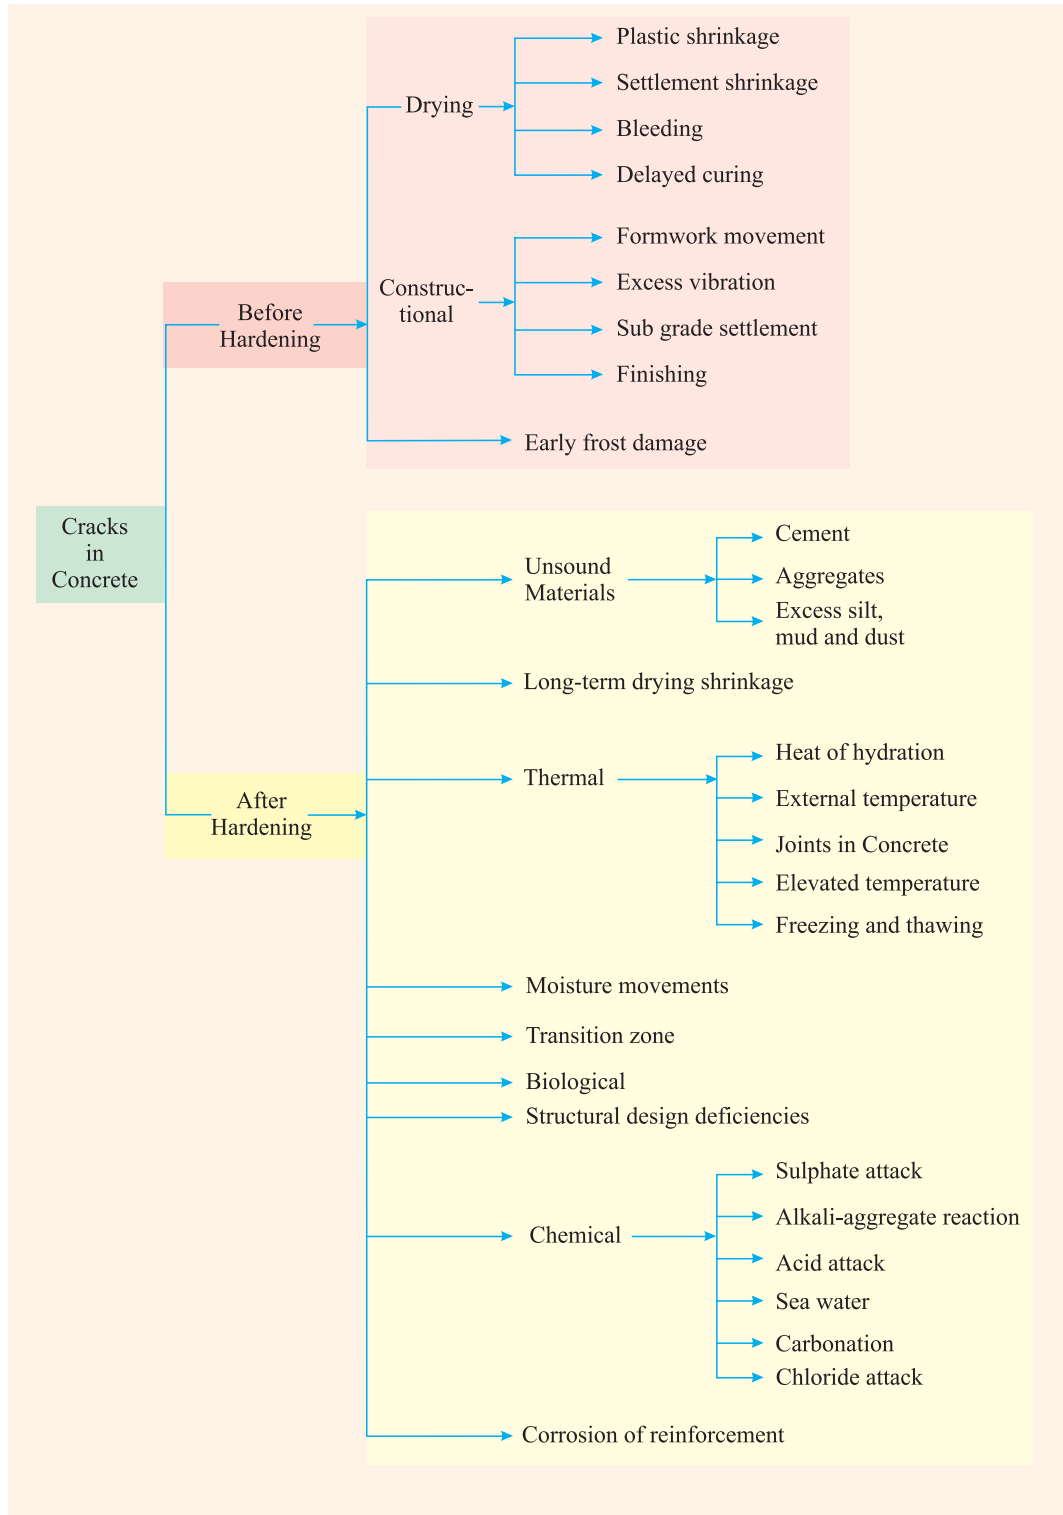 Plastic shrinkage
Settlement shrinkage
Drying
Bleeding
Delayed curing
Formwork movement
Construc-
tional
Excess vibration
Sub grade settlement
Finishing
Before
Hardening
Early frost damage
Cracks
in
Concrete
Unsound
Materials
Cement
Aggregates
Excess silt,
mud and dust
Long-term drying shrinkage
After
Hardening
Thermal
Heat of hydration
External temperature
Joints in Concrete
Elevated temperature
Freezing and thawing
Moisture movements
Transition zone
Biological
Structural design deficiencies
Chemical
Sulphate attack
Alkali-aggregate reaction
Acid attack
Sea water
Carbonation
Chloride attack
Corrosion of reinforcement